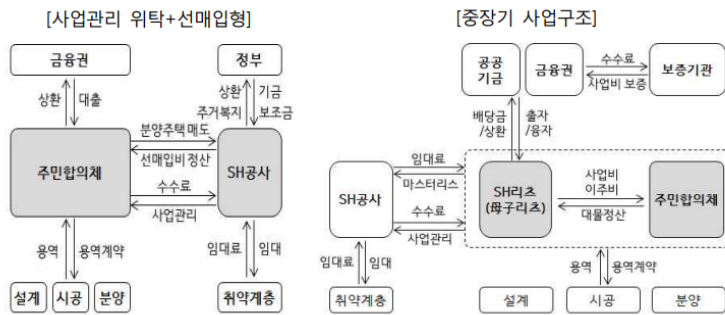 [사업관리 위탁+선매입형]
금융권
정부
상환
대출
상환
기금
주거복지
보조금
주민합의체
분양주택 매도
선매입비 정산
수수료
사업관리
SH공사
용역
용역계약
임대료
임대
설계
시공
분양
취약계층
[중장기 사업구조]
공공
기금
금융권
수수료
사업비 보증
보증기관
배당금
/상환
출자
/융자
SH공사
임대료
마스터리스
수수료
사업관리
SH리츠
(母子리츠)
사업비
이주비
대물정산
주민합의체
임대료
임대
용역
용역계약
취약계층
설계
시공
분양